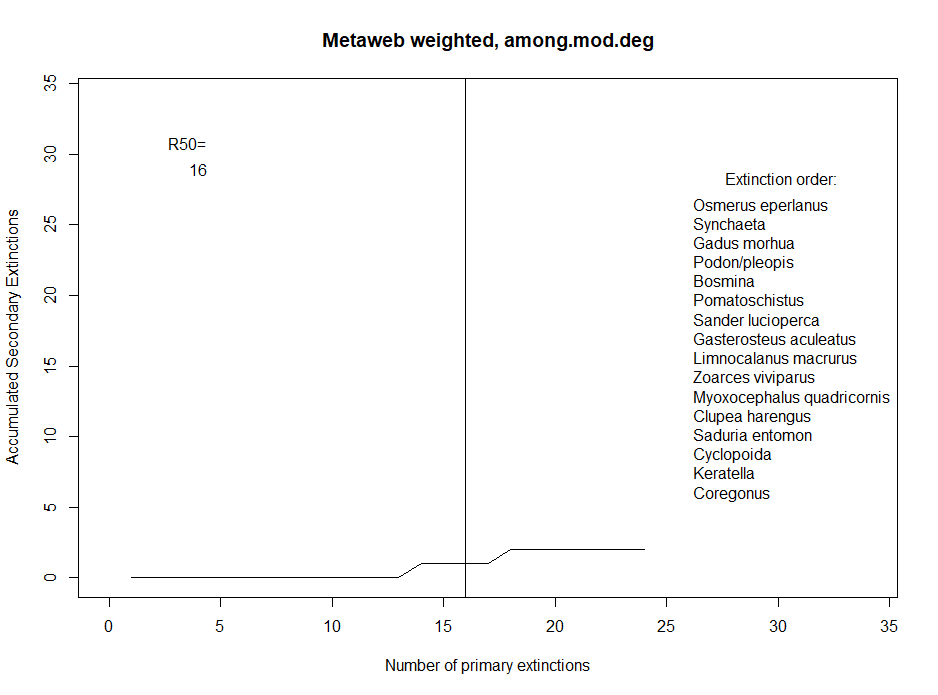 Metaweb weighted, among.mod.deg
R50=
16
Extinction order:
Osmerus eperlanus
Synchaeta
Gadus morhua
Podon/pleopis
Bosmina
Pomatoschistus
Sander lucioperca
Gasterosteus aculeatus
Limnocalanus macrurus
Zoarces viviparus
Myoxocephalus quadricornis
Clupea harengus
Saduria entomon
Cyclopoida
Keratella
Coregonus
Accumulated Secondary Extinctions
35
30
25
20
15
10
5
0
0 5 10 15 20 25 30 35
Number of primary extinctions